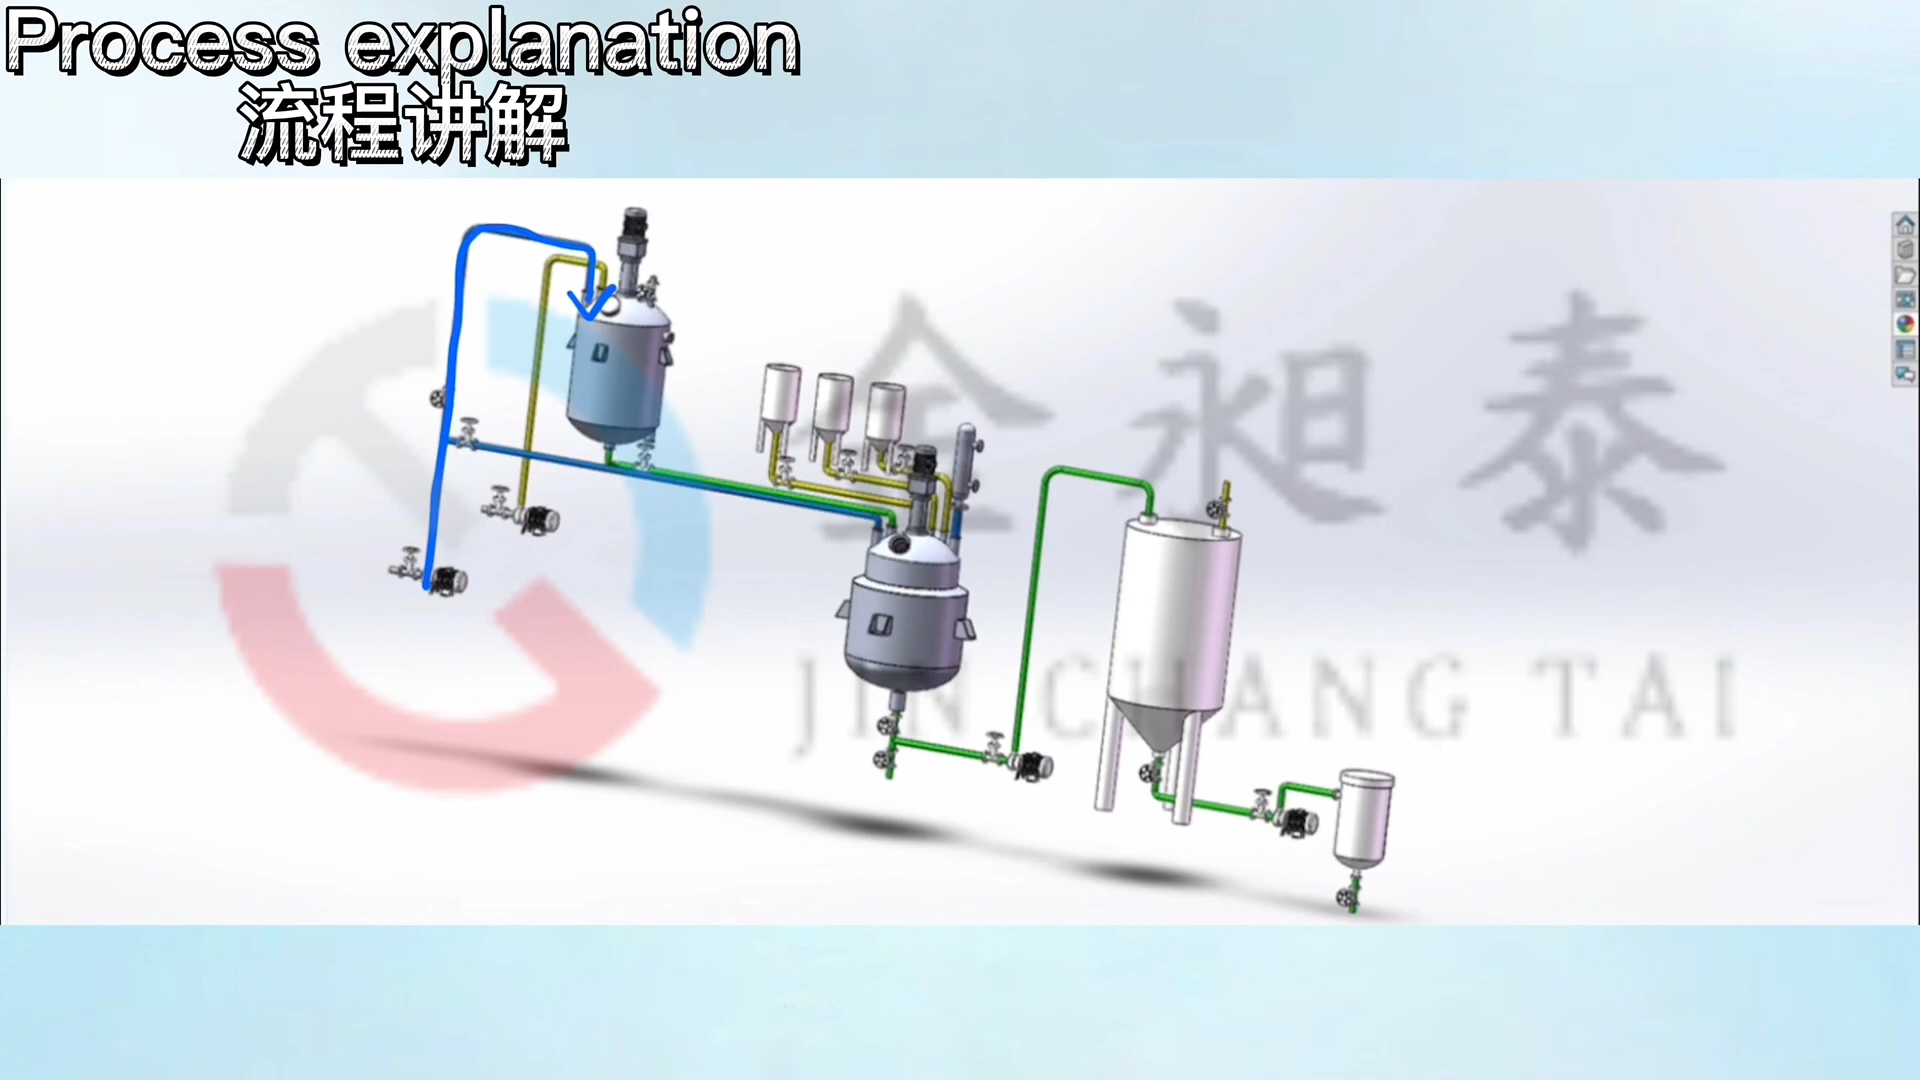 Process explanation
流程讲解
金昶泰
JIN CHANG TAI